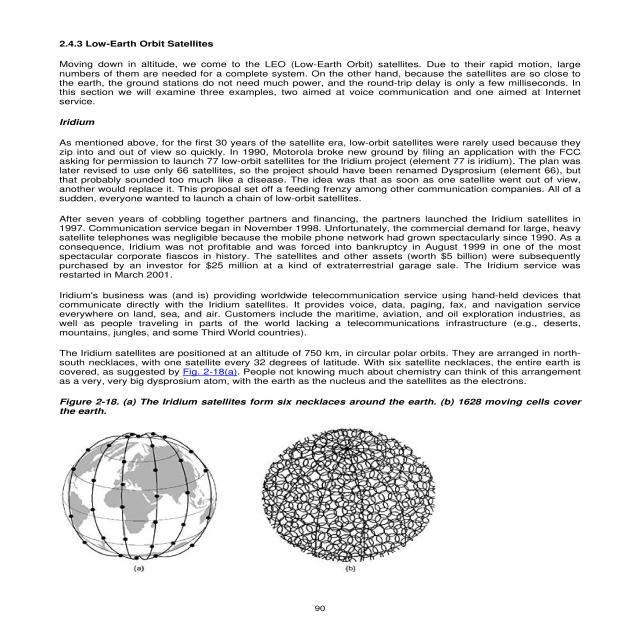 2.4.3 Low-Earth Orbit Satellites
Moving down in altitude, we come to the LEO (Low-Earth Orbit) satellites. Due to their rapid motion, large
numbers of them are needed for a complete system. On the other hand, because the satellites are so close to
the earth, the ground stations do not need much power, and the round-trip delay is only a few milliseconds. In
this section we will examine three examples, two aimed at voice communication and one aimed at Internet
service.
Iridium
As mentioned above, for the first 30 years of the satellite era, low-orbit satellites were rarely used because they
zip into and out of view so quickly. In 1990, Motorola broke new ground by filing an application with the FCC
asking for permission to launch 77 low-orbit satellites for the Iridium project (element 77 is iridium). The plan was
later revised to use only 66 satellites, so the project should have been renamed Dysprosium (element 66), but
that probably sounded too much like a disease. The idea was that as soon as one satellite went out of view,
another would replace it. This proposal set off a feeding frenzy among other communication companies. All of a
sudden, everyone wanted to launch a chain of low-orbit satellites.
After seven years of cobbling together partners and financing, the partners launched the Iridium satellites in
1997. Communication service began in November 1998. Unfortunately, the commercial demand for large, heavy
satellite telephones was negligible because the mobile phone network had grown spectacularly since 1990. As a
consequence, Iridium was not profitable and was forced into bankruptcy in August 1999 in one of the most
spectacular corporate fiascos in history. The satellites and other assets (worth $5 billion) were subsequently
purchased by an investor for $25 million at a kind of extraterrestrial garage sale. The Iridium service was
restarted in March 2001.
Iridium's business was (and is) providing worldwide telecommunication service using hand-held devices that
communicate directly with the Iridium satellites. It provides voice, data, paging, fax, and navigation service
everywhere on land, sea, and air. Customers include the maritime, aviation, and oil exploration industries, as
well as people traveling in parts of the world lacking a telecommunications infrastructure (e.g., deserts,
mountains, jungles, and some Third World countries).
The Iridium satellites are positioned at an altitude of 750 km, in circular polar orbits. They are arranged in north-
south necklaces, with one satellite every 32 degrees of latitude. With six satellite necklaces, the entire earth is
covered, as suggested by Fig. 2-18(a). People not knowing much about chemistry can think of this arrangement
as a very, very big dysprosium atom, with the earth as the nucleus and the satellites as the electrons.
Figure 2-18. (a) The Iridium satellites form six necklaces around the earth. (b) 1628 moving cells cover
the earth.
(a) (b)
90